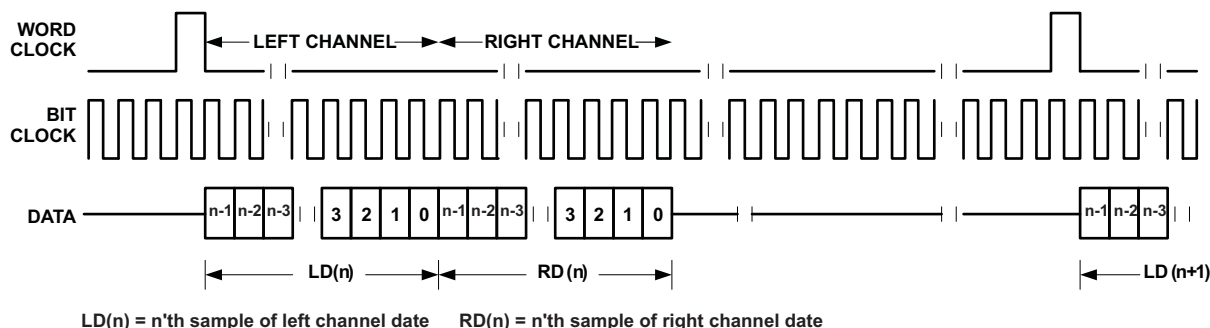 WORD CLOCK
LEFT CHANNEL RIGHT CHANNEL
BIT CLOCK
DATA n-1 n-2 n-3 3 2 1 0 n-1 n-2 n-3 3 2 1 0 n-1 n-2 n-3
LD(n) RD(n) LD (n+1)
LD(n) = n'th sample of left channel date RD(n) = n'th sample of right channel date